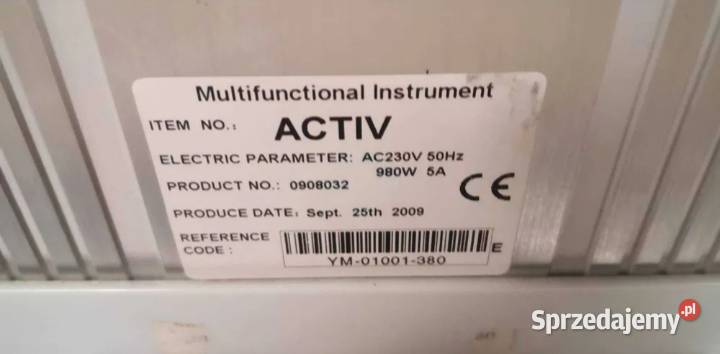 Multifunctional Instrument
ITEM NO.: ACTIV
ELECTRIC PARAMETER: AC230V 50Hz
980W 5A
PRODUCT NO.: 0908032
CE
PRODUCE DATE: Sept. 25th 2009
REFERENCE
CODE :
E
YM-01001-380
Sprzedajemy.pl